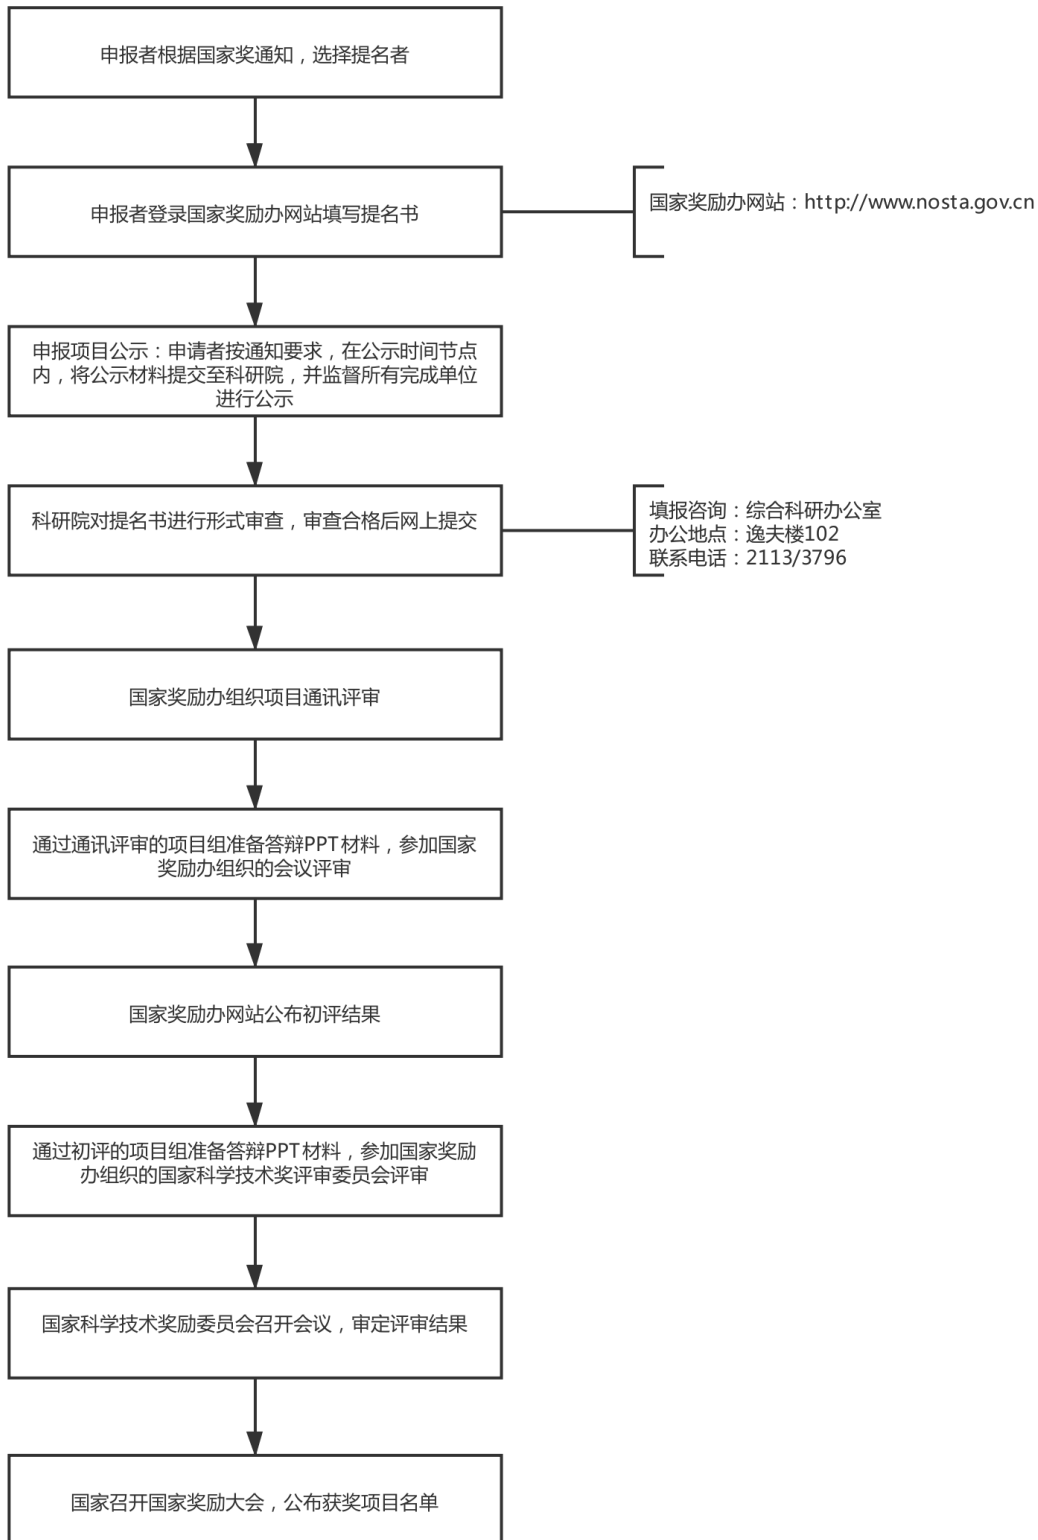 申报者根据国家奖通知，选择提名者
申报者登录国家奖励办网站填写提名书
国家奖励办网站：http://www.nosta.gov.cn
申报项目公示：申请者按通知要求，在公示时间节点
内，将公示材料提交至科研院，并监督所有完成单位
进行公示
科研院对提名书进行形式审查，审查合格后网上提交
填报咨询：综合科研办公室
办公地点：逸夫楼102
联系电话：2113/3796
国家奖励办组织项目通讯评审
通过通讯评审的项目组准备答辩PPT材料，参加国家
奖励办组织的会议评审
国家奖励办网站公布初评结果
通过初评的项目组准备答辩PPT材料，参加国家奖励
办组织的国家科学技术奖评审委员会评审
国家科学技术奖励委员会召开会议，审定评审结果
国家召开国家奖励大会，公布获奖项目名单